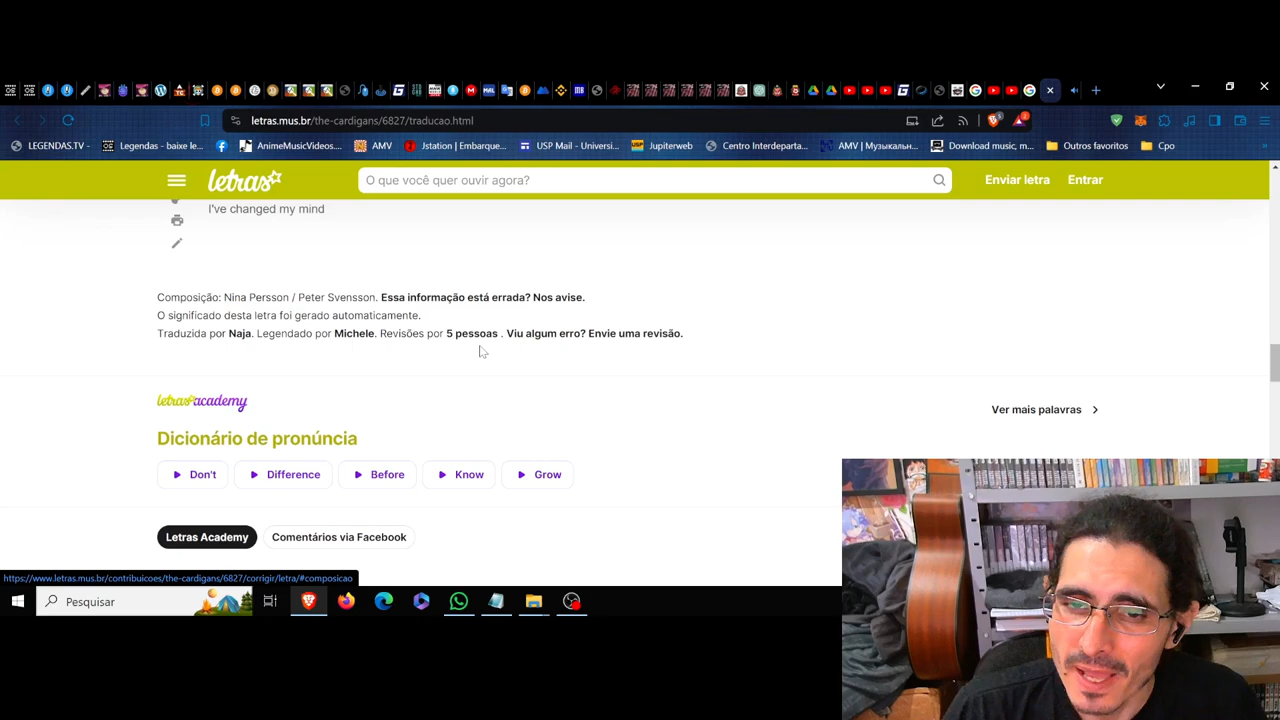 letras.mus.br/the-cardigans/6827/traducao.html
LEGENDAS.TV -
Legendas - baixe le...
AnimeMusicVideos....
AMV
Jstation | Embarque...
USP Mail - Universi...
Jupiterweb
Centro Interdeparta...
AMV | Музыкальн...
Download music, m...
Outros favoritos
Cpo
letras
O que você quer ouvir agora?
Enviar letra
Entrar
I've changed my mind
Composição: Nina Persson / Peter Svensson. Essa informação está errada? Nos avise.
O significado desta letra foi gerado automaticamente.
Traduzida por Naja. Legendado por Michele. Revisões por 5 pessoas . Viu algum erro? Envie uma revisão.
letras academy
Ver mais palavras
Dicionário de pronúncia
Don't
Difference
Before
Know
Grow
Letras Academy
Comentários via Facebook
https://www.letras.mus.br/contribuicoes/the-cardigans/6827/corrigir/letra/#composicao
Pesquisar